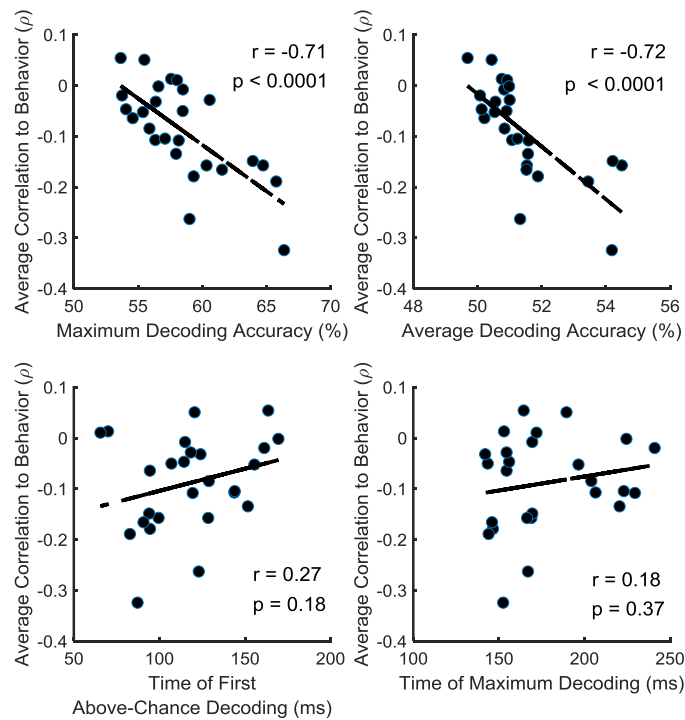 Average Correlation to Behavior (ρ)
0.1
0
-0.1
-0.2
-0.3
-0.4
50
55
60
65
70
Maximum Decoding Accuracy (%)
r = -0.71
p < 0.0001
Average Correlation to Behavior (ρ)
0.1
0
-0.1
-0.2
-0.3
-0.4
48
50
52
54
56
Average Decoding Accuracy (%)
r = -0.72
p < 0.0001
Average Correlation to Behavior (ρ)
0.1
0
-0.1
-0.2
-0.3
-0.4
50
100
150
200
Time of First
Above-Chance Decoding (ms)
r = 0.27
p = 0.18
Average Correlation to Behavior (ρ)
0.1
0
-0.1
-0.2
-0.3
-0.4
100
150
200
250
Time of Maximum Decoding (ms)
r = 0.18
p = 0.37